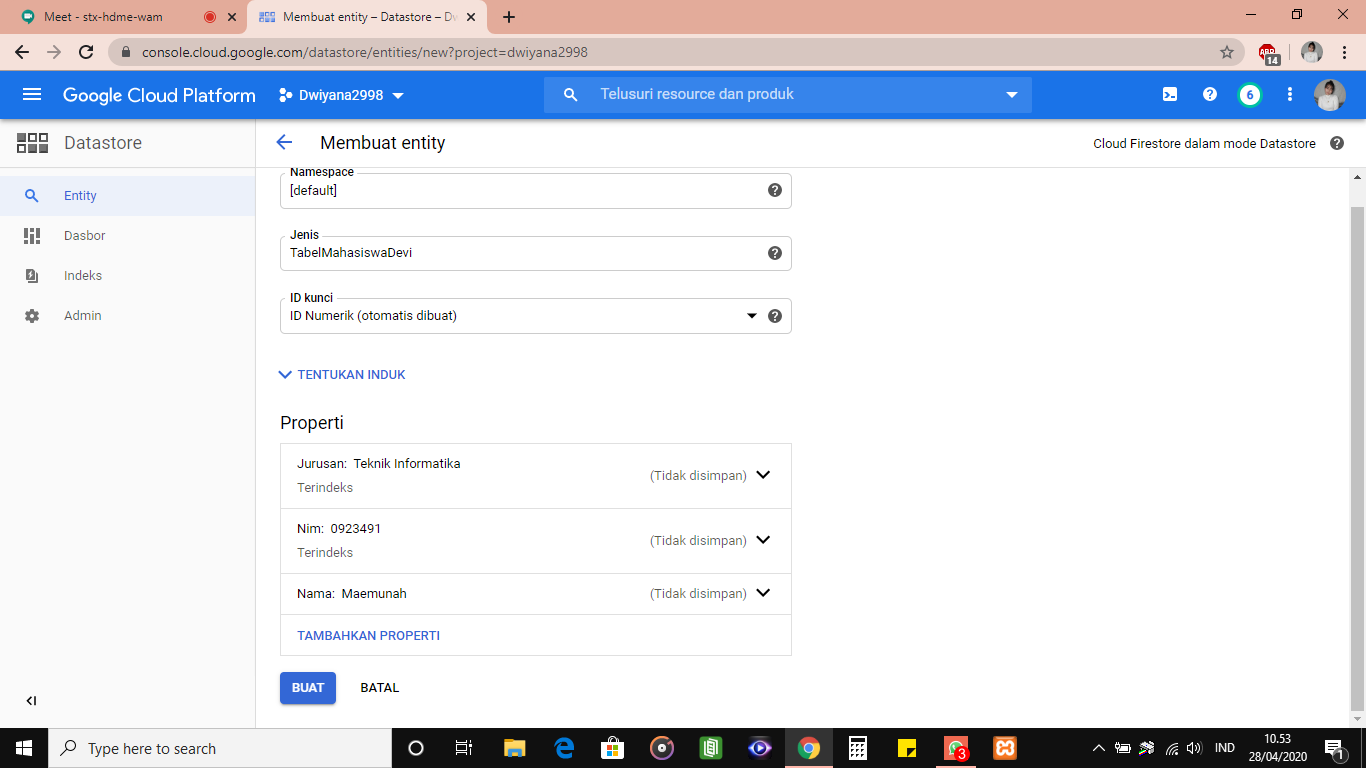 Meet - stx-hdme-wam
Membuat entity – Datastore – Dw
console.cloud.google.com/datastore/entities/new?project=dwiyana2998
ABP
14
Google Cloud Platform
Dwiyana2998
Telusuri resource dan produk
6
Datastore
Membuat entity
Cloud Firestore dalam mode Datastore
Entity
Dasbor
Indeks
Admin
Namespace
[default]
Jenis
TabelMahasiswaDevi
ID kunci
ID Numerik (otomatis dibuat)
TENTUKAN INDUK
Properti
Jurusan: Teknik Informatika
(Tidak disimpan)
Terindeks
Nim: 0923491
(Tidak disimpan)
Terindeks
Nama: Maemunah
(Tidak disimpan)
TAMBAHKAN PROPERTI
BUAT
BATAL
Type here to search
3
IND
10.53
28/04/2020
1